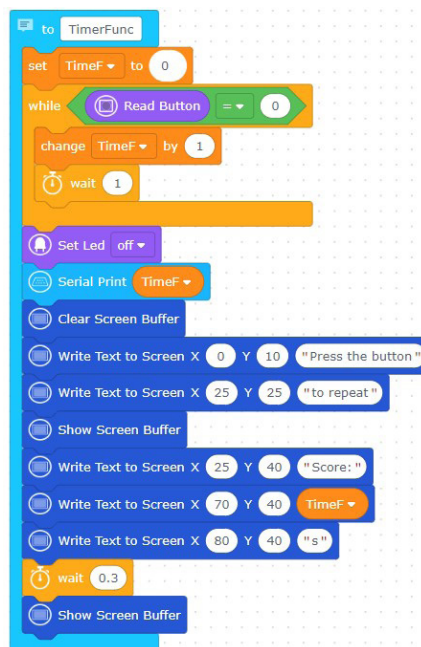 to TimerFunc
set TimeF to 0
while Read Button = 0
change TimeF by 1
wait 1
Set Led off
Serial Print TimeF
Clear Screen Buffer
Write Text to Screen X 0 Y 10 "Press the button"
Write Text to Screen X 25 Y 25 "to repeat"
Show Screen Buffer
Write Text to Screen X 25 Y 40 "Score: "
Write Text to Screen X 70 Y 40 TimeF
Write Text to Screen X 80 Y 40 "s"
wait 0.3
Show Screen Buffer